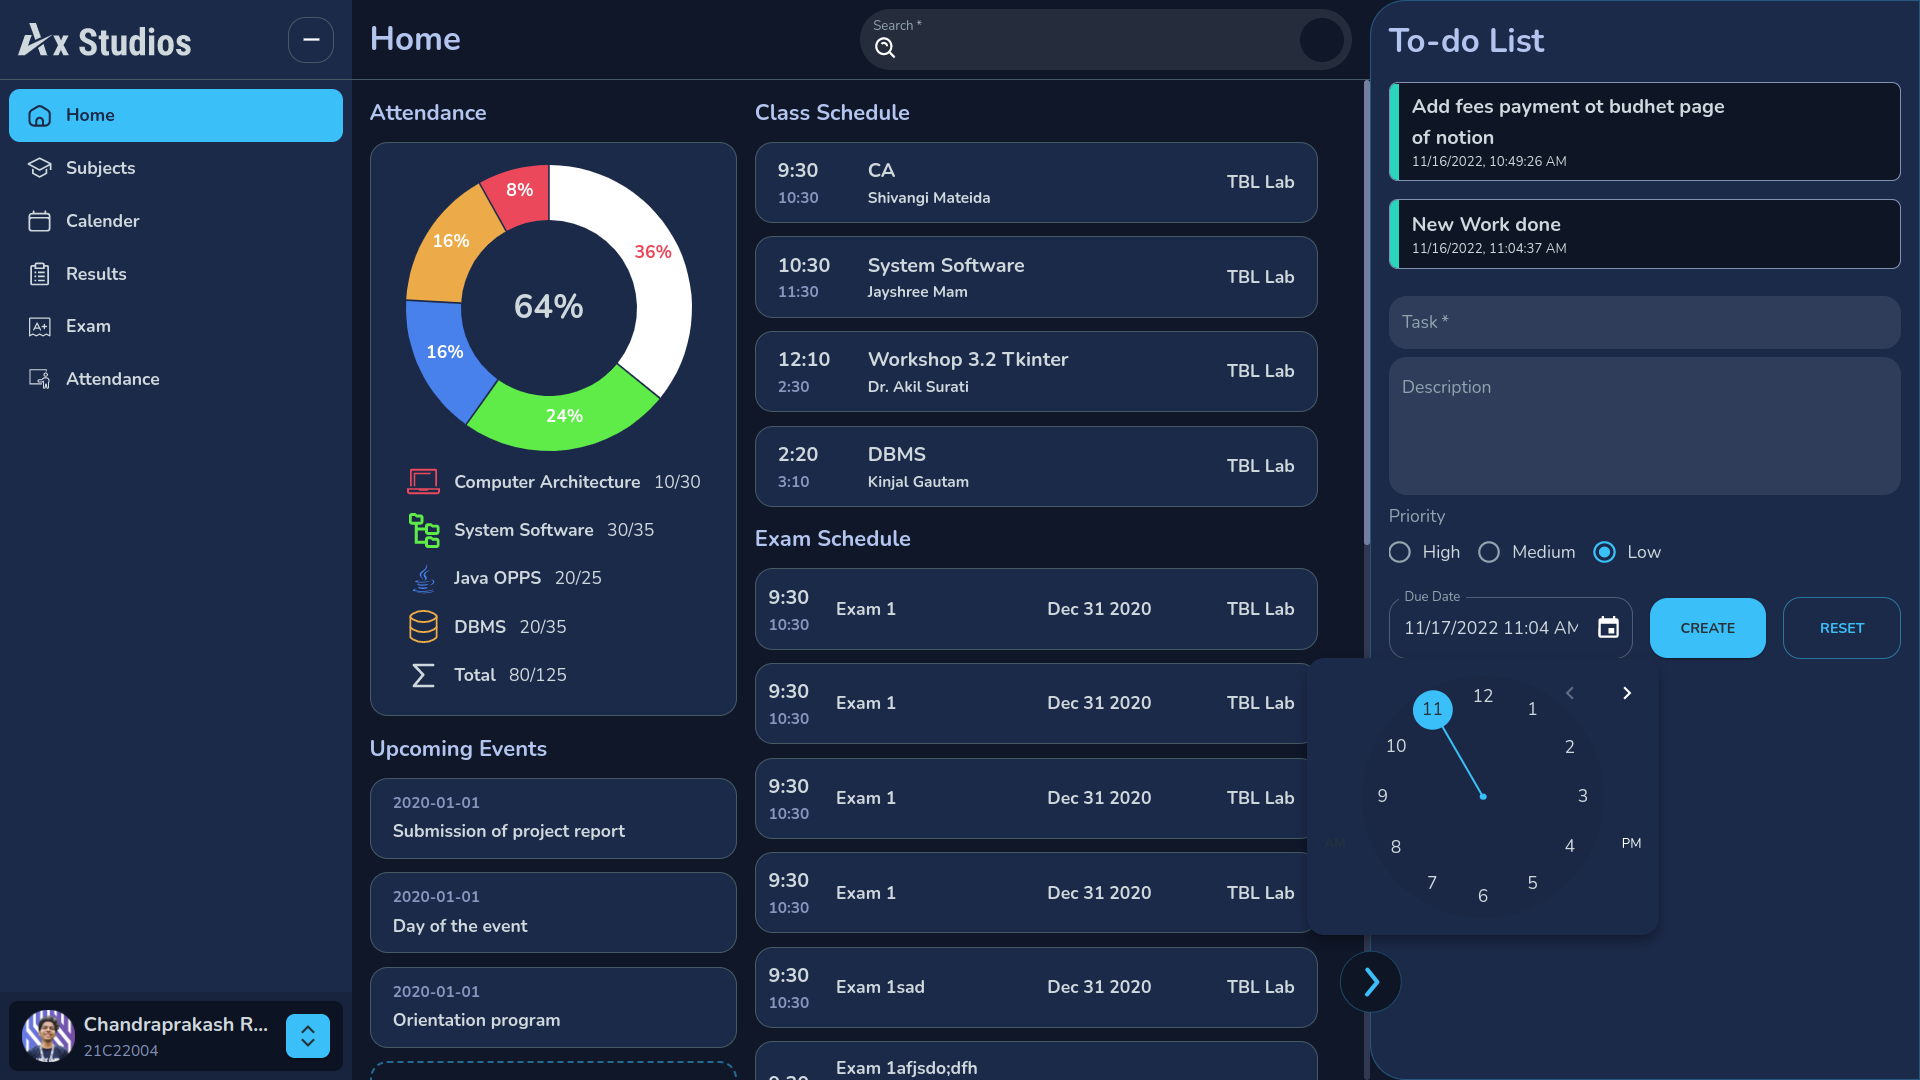 Ax Studios
Home
Subjects
Calender
Results
Exam
Attendance
Chandraprakash R...
21C22004
Home
Search *
Attendance
8%
36%
16%
64%
16%
24%
Computer Architecture 10/30
System Software 30/35
Java OPPS 20/25
DBMS 20/35
Total 80/125
Upcoming Events
2020-01-01
Submission of project report
2020-01-01
Day of the event
2020-01-01
Orientation program
Class Schedule
9:30 CA TBL Lab
10:30 Shivangi Mateida
10:30 System Software TBL Lab
11:30 Jayshree Mam
12:10 Workshop 3.2 Tkinter TBL Lab
2:30 Dr. Akil Surati
2:20 DBMS TBL Lab
3:10 Kinjal Gautam
Exam Schedule
9:30 Exam 1 Dec 31 2020 TBL Lab
10:30
9:30 Exam 1 Dec 31 2020 TBL Lab
10:30
9:30 Exam 1 Dec 31 2020 TBL Lab
10:30
9:30 Exam 1 Dec 31 2020 TBL Lab
10:30
9:30 Exam 1sad Dec 31 2020 TBL Lab
10:30
Exam 1afjsdo;dfh
To-do List
Add fees payment ot budhet page
of notion
11/16/2022, 10:49:26 AM
New Work done
11/16/2022, 11:04:37 AM
Task *
Description
Priority
High Medium Low
Due Date
11/17/2022 11:04 AM
CREATE
RESET
12
11 1
10 2
9 3
8 4
AM PM
7 5
6